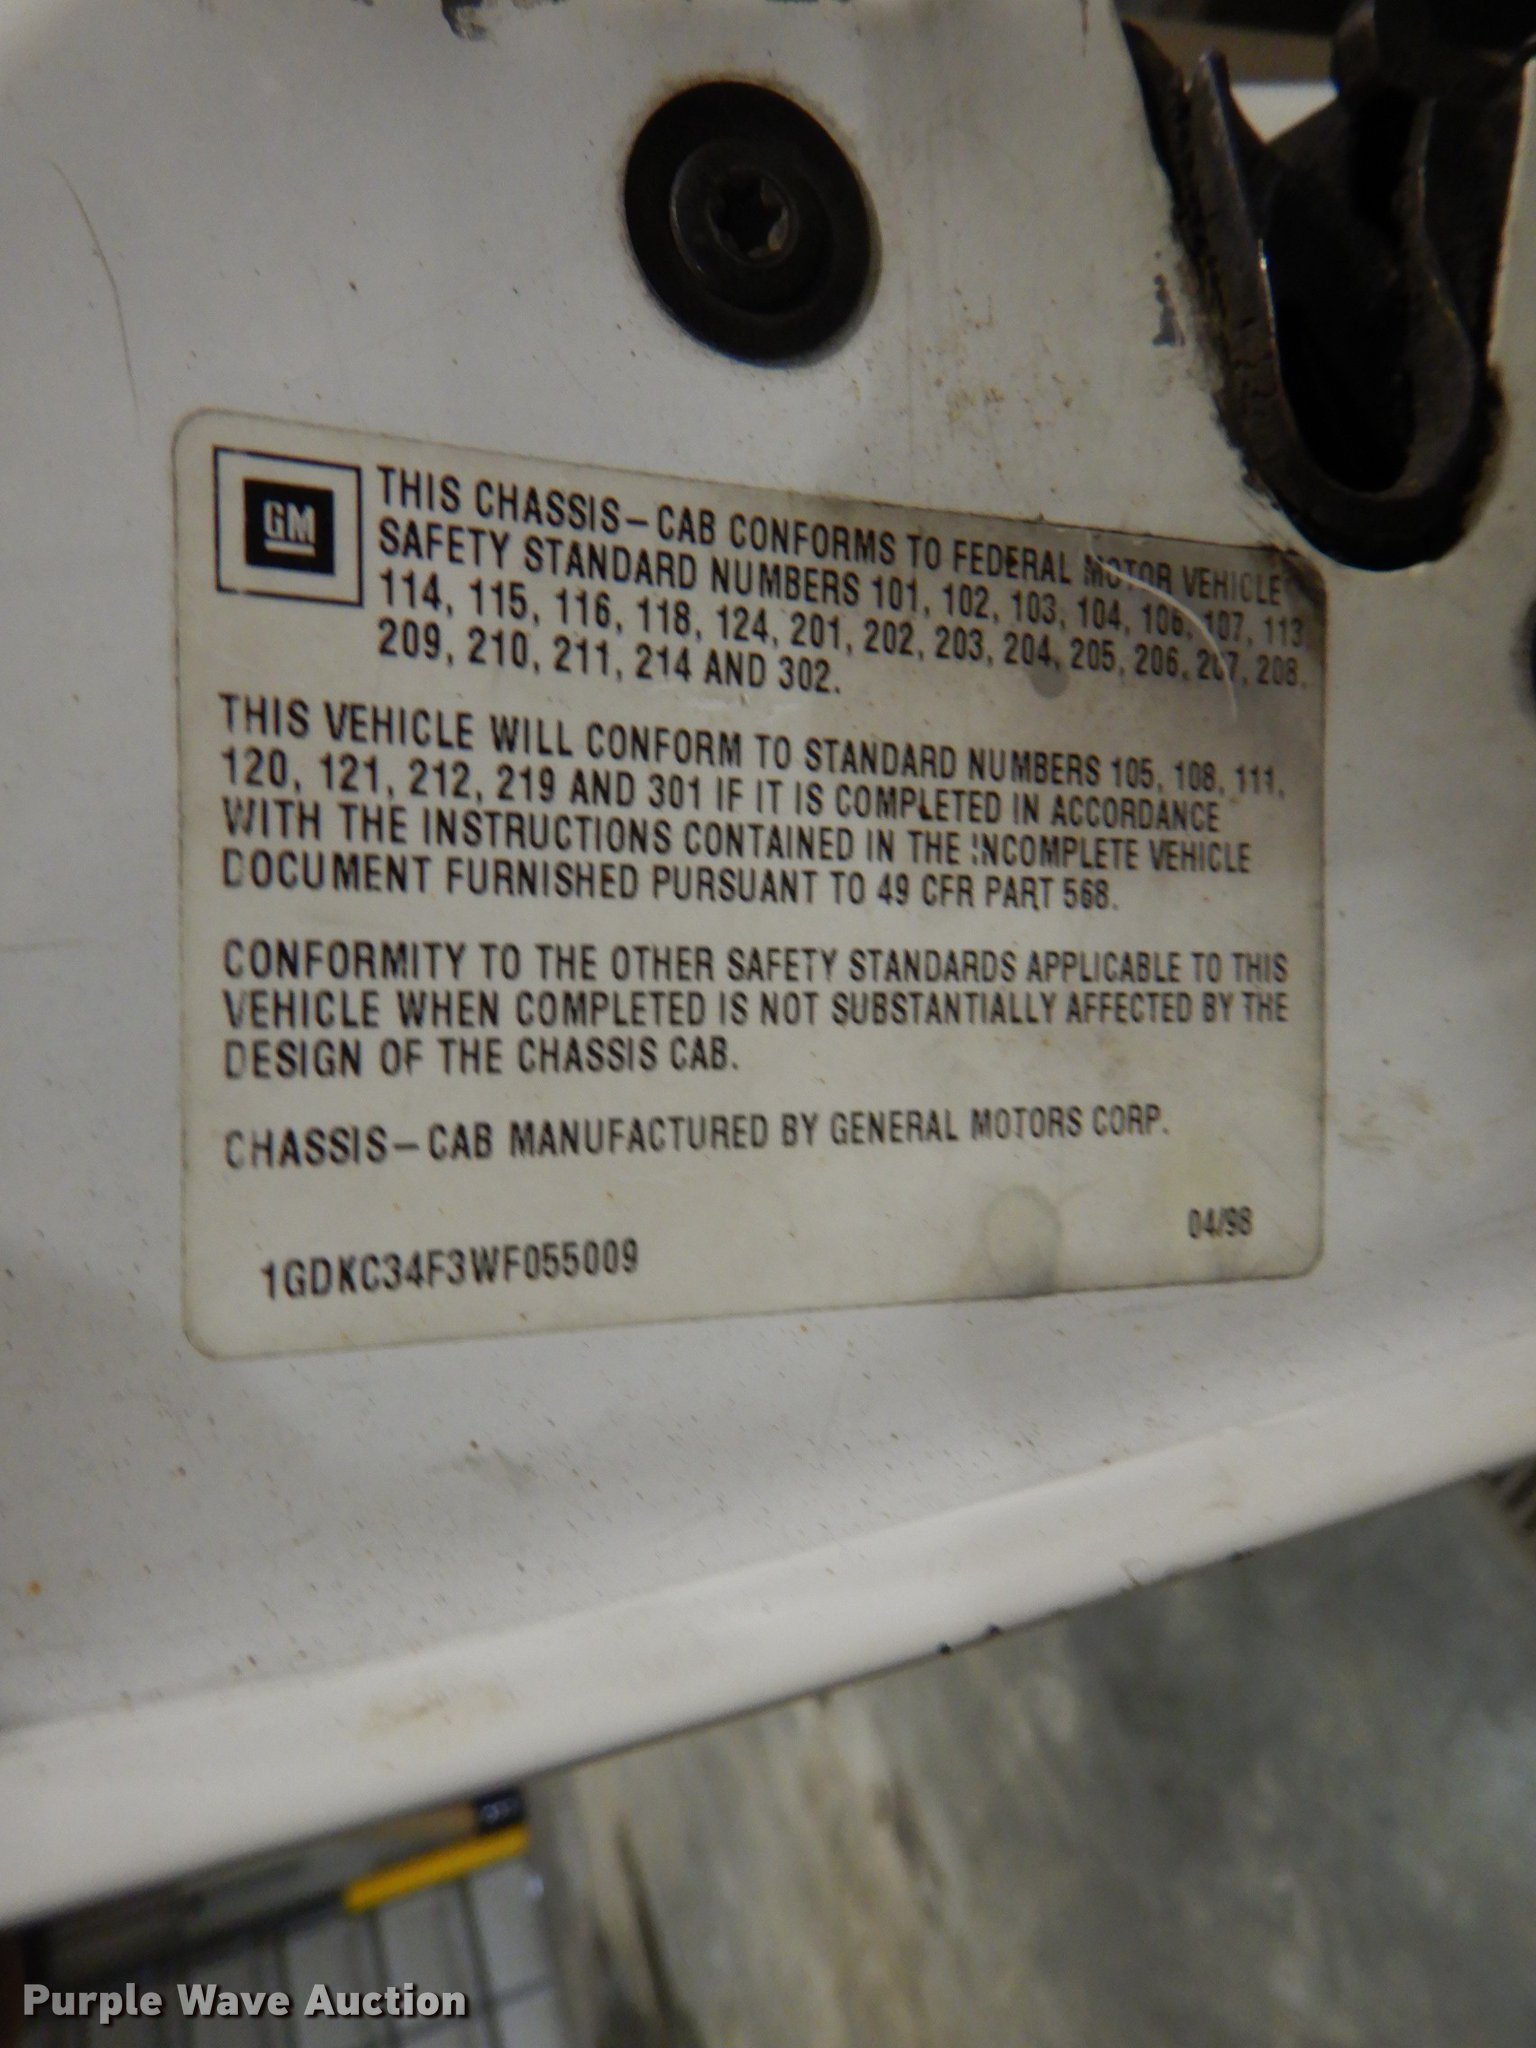 GM
THIS CHASSIS-CAB CONFORMS TO FEDERAL MOTOR VEHICLE
SAFETY STANDARD NUMBERS 101, 102, 103, 104, 106, 107, 113,
114, 115, 116, 118, 124, 201, 202, 203, 204, 205, 206, 207, 208,
209, 210, 211, 214 AND 302.
THIS VEHICLE WILL CONFORM TO STANDARD NUMBERS 105, 108, 111,
120, 121, 212, 219 AND 301 IF IT IS COMPLETED IN ACCORDANCE
WITH THE INSTRUCTIONS CONTAINED IN THE INCOMPLETE VEHICLE
DOCUMENT FURNISHED PURSUANT TO 49 CFR PART 568.
CONFORMITY TO THE OTHER SAFETY STANDARDS APPLICABLE TO THIS
VEHICLE WHEN COMPLETED IS NOT SUBSTANTIALLY AFFECTED BY THE
DESIGN OF THE CHASSIS CAB.
CHASSIS-CAB MANUFACTURED BY GENERAL MOTORS CORP.
04/98
1GDKC34F3WF055009
Purple Wave Auction